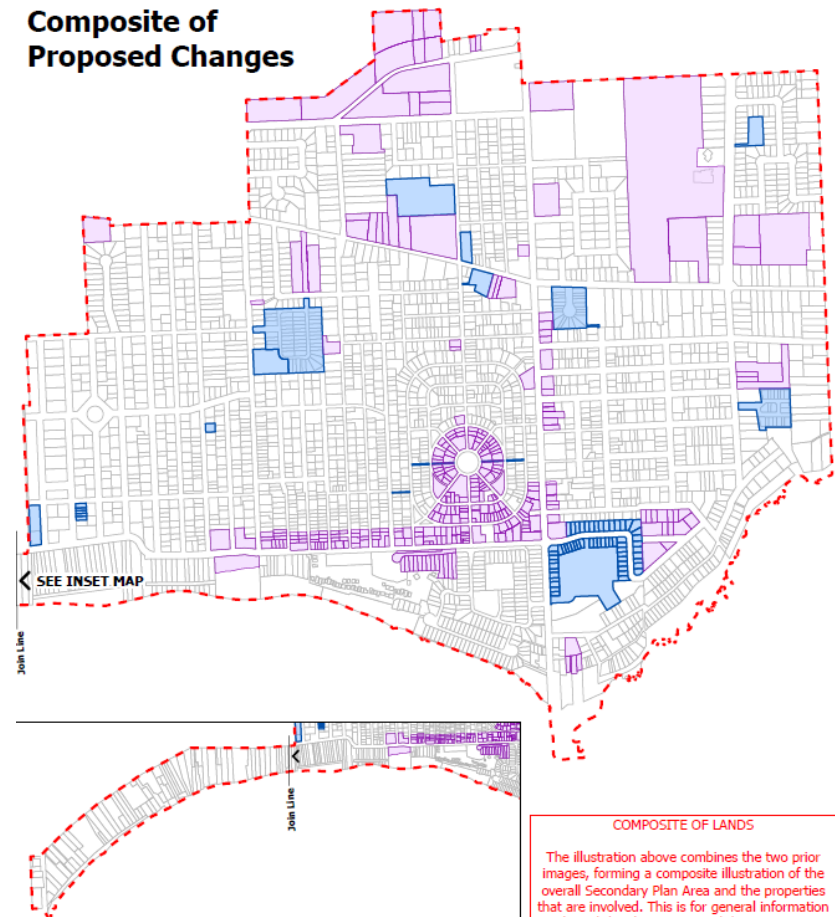 Composite of
Proposed Changes
SEE INSET MAP
Join Line
Join Line
COMPOSITE OF LANDS
The illustration above combines the two prior
images, forming a composite illustration of the
overall Secondary Plan Area and the properties
that are involved. This is for general information